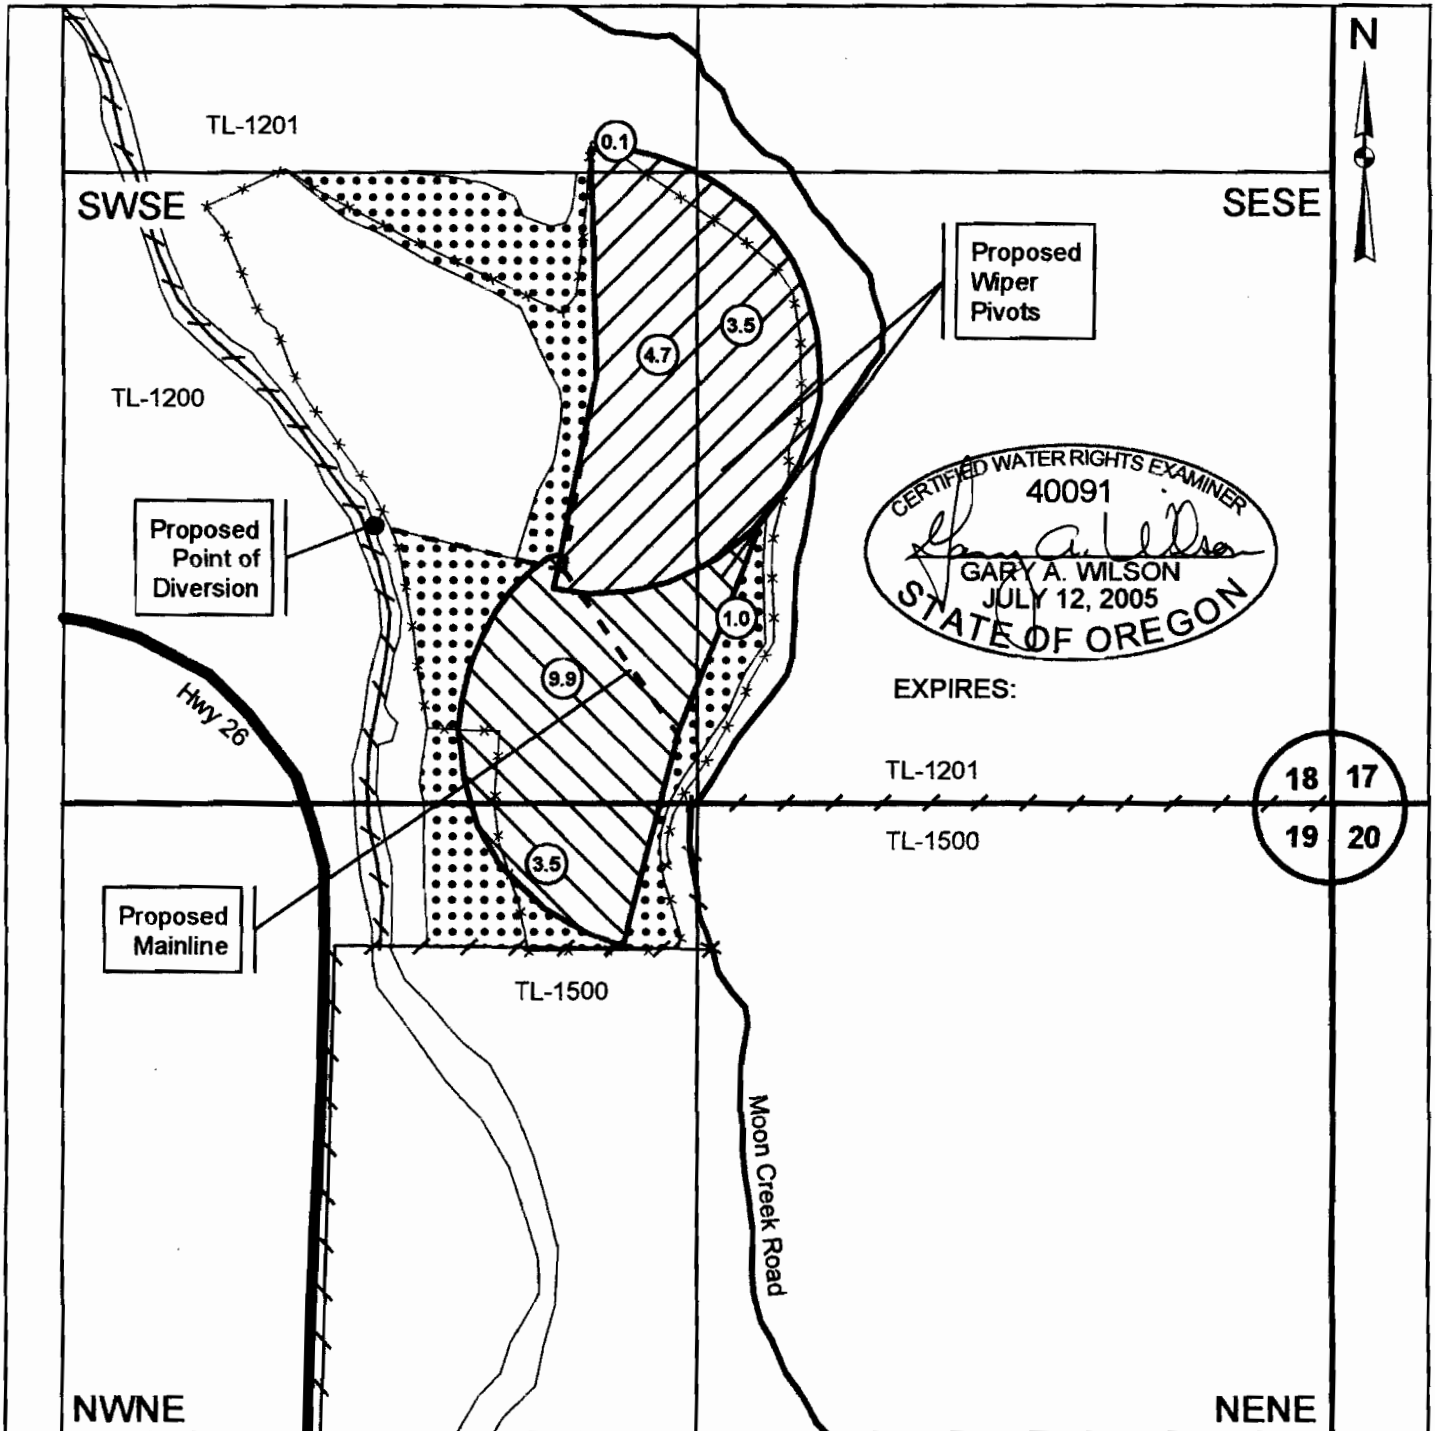 N
TL-1201
0.1
SWSE
SESE
Proposed
Wiper
Pivots
3.5
4.7
TL-1200
CERTIFIED WATER RIGHTS EXAMINER
40091
Gary A. Wilson
GARY A. WILSON
JULY 12, 2005
STATE OF OREGON
Proposed
Point of
Diversion
1.0
9.9
EXPIRES:
Hwy 26
TL-1201
18 17
TL-1500
19 20
3.5
Proposed
Mainline
TL-1500
Moon Creek Road
NWNE
NENE